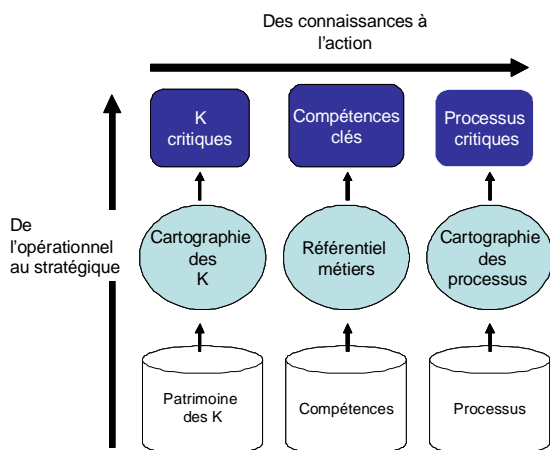 Des connaissances à
l'action
K
critiques
Compétences
clés
Processus
critiques
De
l'opérationnel
au stratégique
Cartographie
des
K
Référentiel
métiers
Cartographie
des
processus
Patrimoine
des K
Compétences
Processus